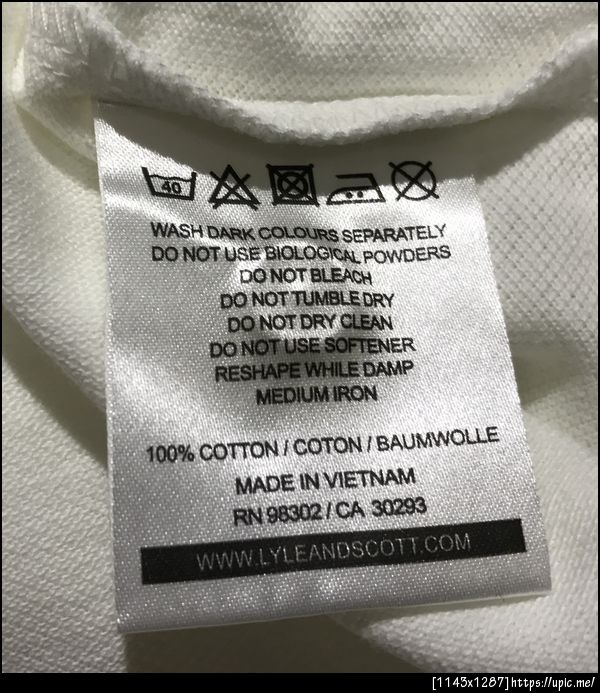 40
WASH DARK COLOURS SEPARATELY
DO NOT USE BIOLOGICAL POWDERS
DO NOT BLEACH
DO NOT TUMBLE DRY
DO NOT DRY CLEAN
DO NOT USE SOFTENER
RESHAPE WHILE DAMP
MEDIUM IRON
100% COTTON / COTON / BAUMWOLLE
MADE IN VIETNAM
RN 98302 / CA 30293
WWW.LYLEANDSCOTT.COM
[1143x1287]https://upic.me/